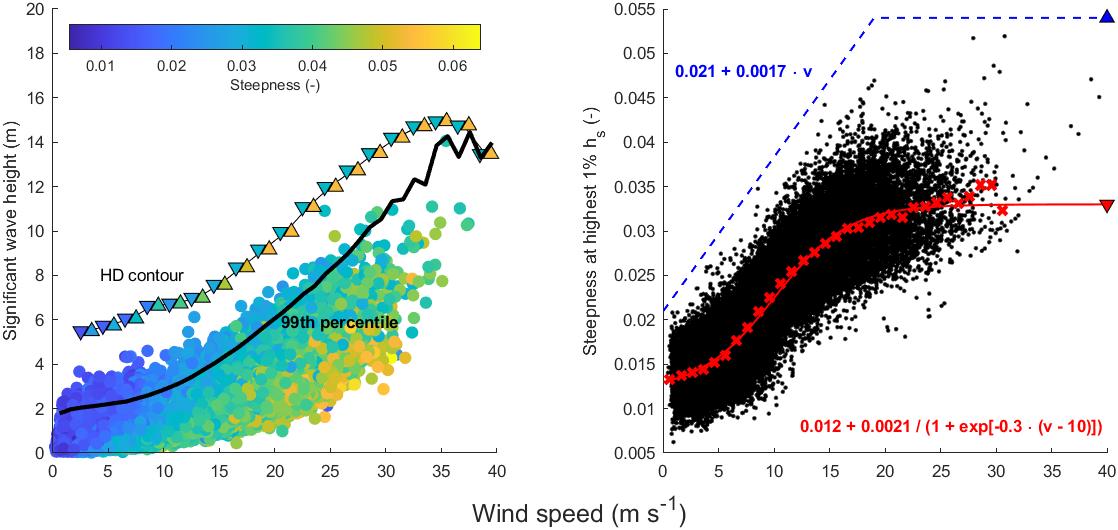 20
18
16
14
12
10
8
6
4
2
0
Significant wave height (m)
0.01 0.02 0.03 0.04 0.05 0.06
Steepness (-)
HD contour
99th percentile
0 5 10 15 20 25 30 35 40
0.055
0.05
0.045
0.04
0.035
0.03
0.025
0.02
0.015
0.01
0.005
Steepness at highest 1% hs (-)
0.021 + 0.0017 · v
0.012 + 0.0021 / (1 + exp[-0.3 · (v - 10)])
0 5 10 15 20 25 30 35 40
Wind speed (m s-1)